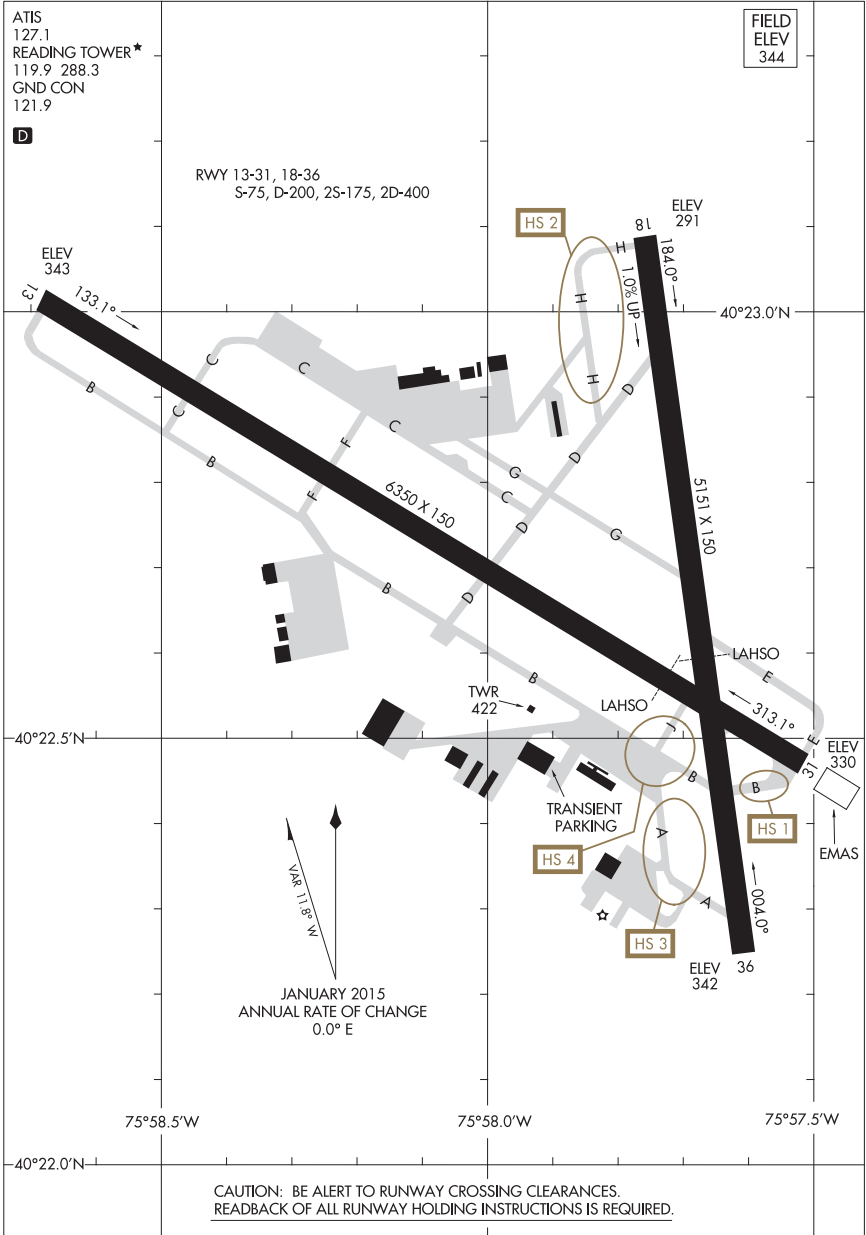 ATIS
127.1
READING TOWER★
119.9 288.3
GND CON
121.9
D
FIELD
ELEV
344
RWY 13-31, 18-36
S-75, D-200, 2S-175, 2D-400
HS 2
ELEV
291
18
184.0°
1.0% UP
H
H
H
ELEV
343
13
133.1°
40°23.0'N
B
C
C
C
C
C
B
F
F
D
D
D
D
G
G
6350 X 150
5151 X 150
B
B
LAHSO
LAHSO
E
E
313.1°
TWR
422
J
40°22.5'N
31
ELEV
330
B
B
TRANSIENT
PARKING
HS 1
EMAS
HS 4
A
A
HS 3
004.0°
36
ELEV
342
VAR 11.8° W
JANUARY 2015
ANNUAL RATE OF CHANGE
0.0° E
75°58.5'W
75°58.0'W
75°57.5'W
40°22.0'N
CAUTION: BE ALERT TO RUNWAY CROSSING CLEARANCES.
READBACK OF ALL RUNWAY HOLDING INSTRUCTIONS IS REQUIRED.